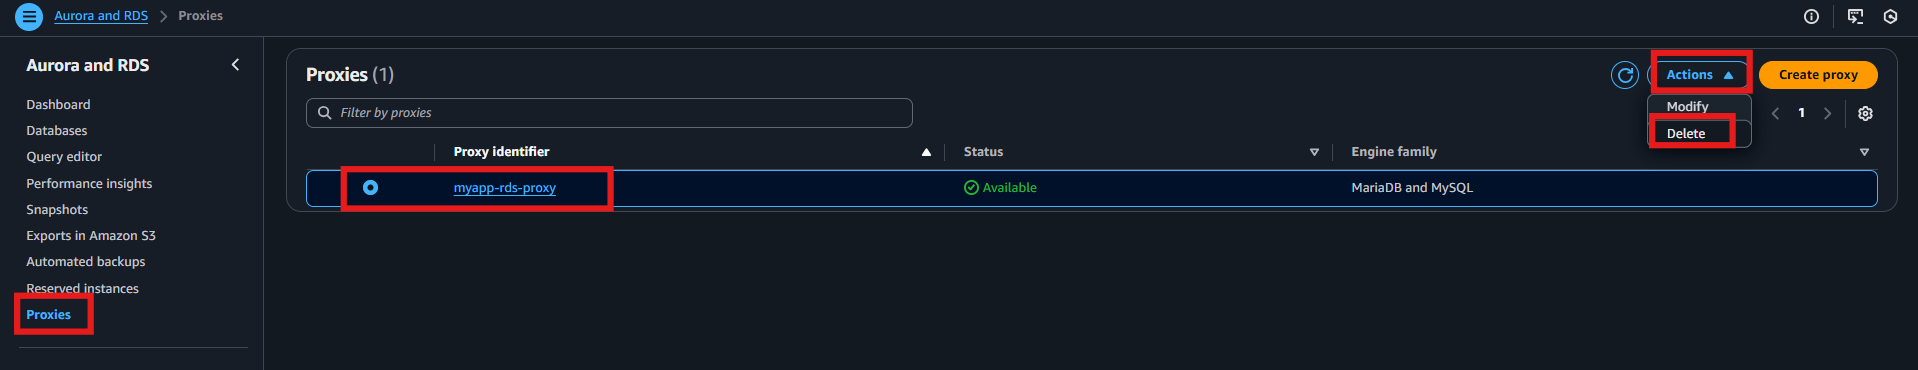 Aurora and RDS > Proxies
Aurora and RDS
Dashboard
Databases
Query editor
Performance insights
Snapshots
Exports in Amazon S3
Automated backups
Reserved instances
Proxies
Proxies (1)
Actions
Create proxy
Modify
Delete
Filter by proxies
1
Proxy identifier Status Engine family
myapp-rds-proxy Available MariaDB and MySQL